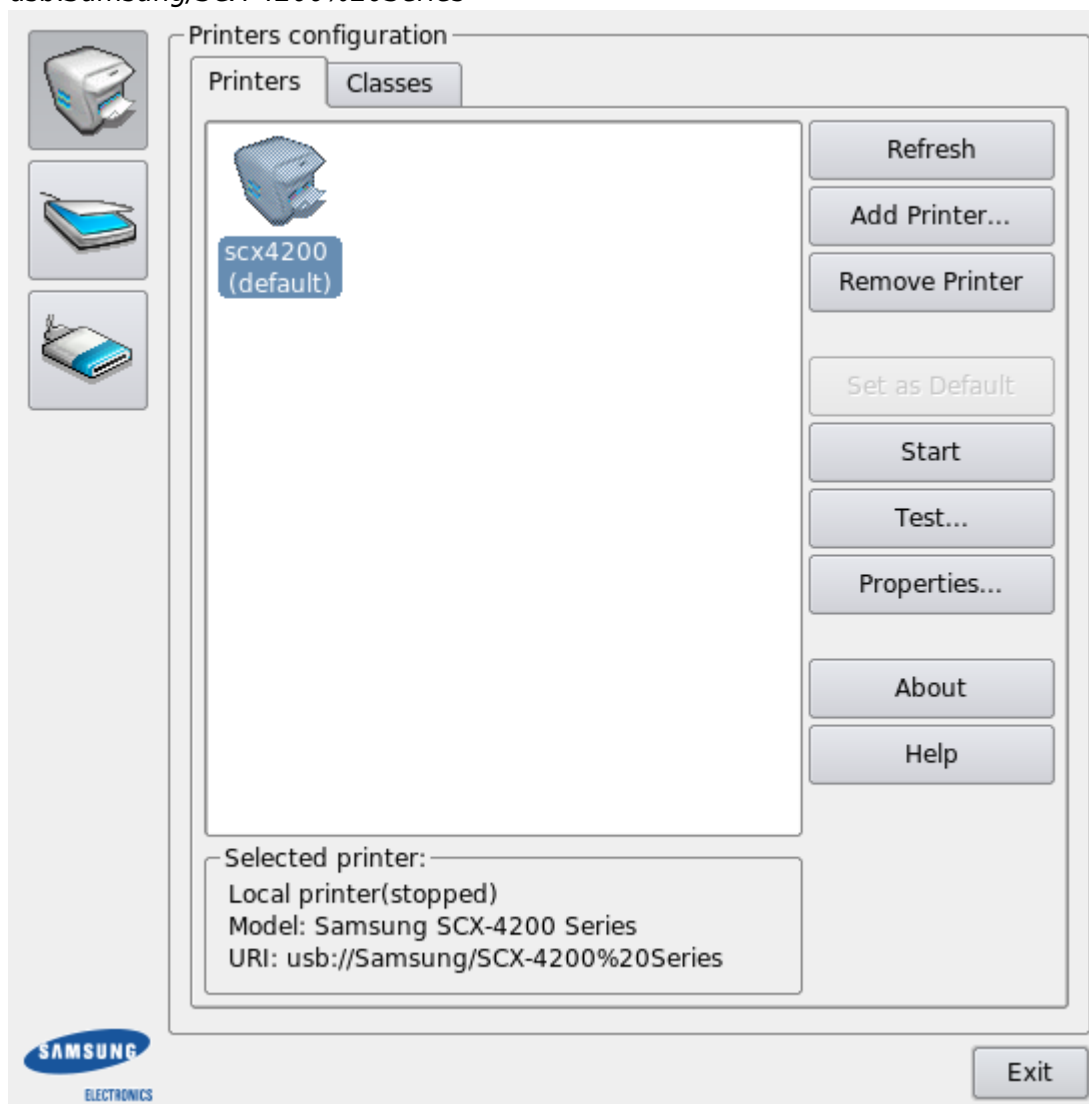 Printers configuration
Printers
Classes
scx4200
(default)
Refresh
Add Printer...
Remove Printer
Set as Default
Start
Test...
Properties...
About
Help
Selected printer:
Local printer(stopped)
Model: Samsung SCX-4200 Series
URI: usb://Samsung/SCX-4200%20Series
SAMSUNG
ELECTRONICS
Exit